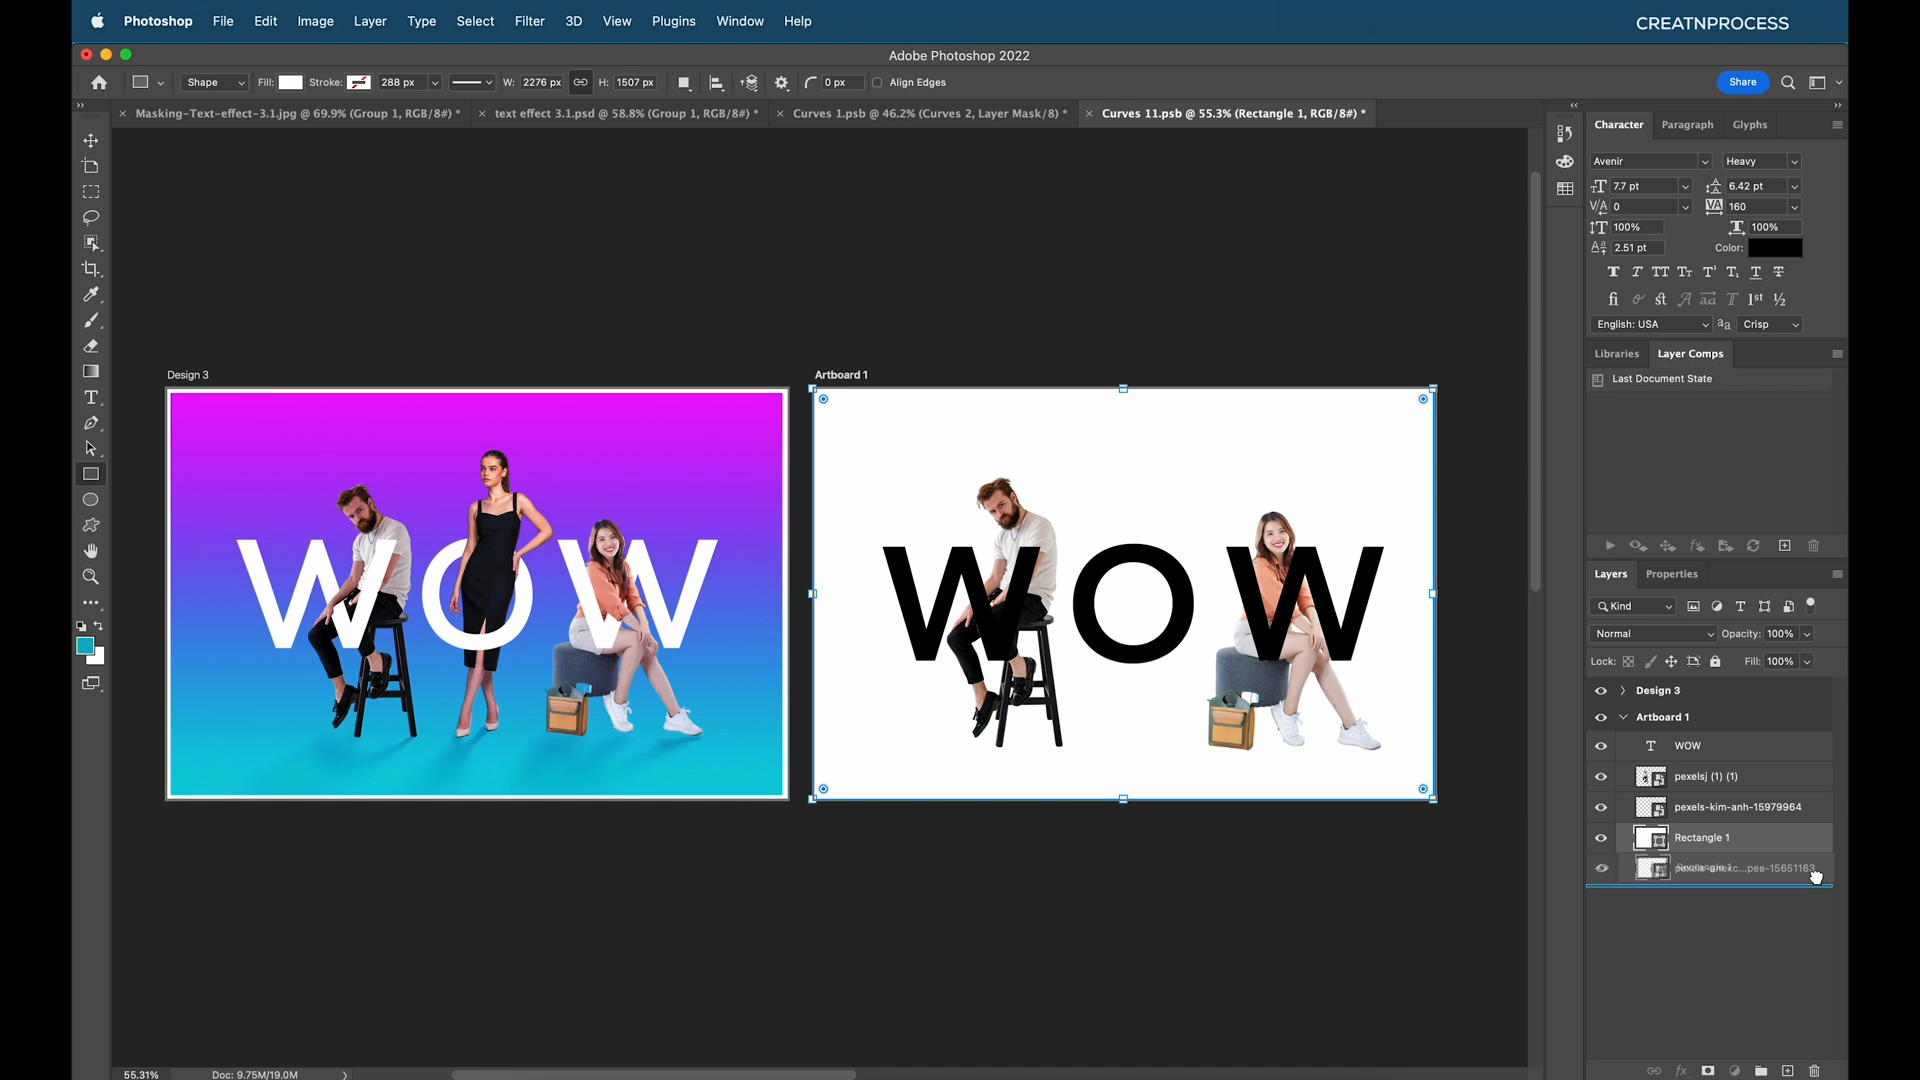 Photoshop File Edit Image Layer Type Select Filter 3D View Plugins Window Help
CREATNPROCESS
Adobe Photoshop 2022
Shape Fill: Stroke: 288 px W: 2276 px H: 1507 px 0 px Align Edges Share
Masking-Text-effect-3.1.jpg @ 69.9% (Group 1, RGB/8#) *
text effect 3.1.psd @ 58.8% (Group 1, RGB/8#) *
Curves 1.psb @ 46.2% (Curves 2, Layer Mask/8) *
Curves 11.psb @ 55.3% (Rectangle 1, RGB/8#) *
Character Paragraph Glyphs
Avenir Heavy
7.7 pt 6.42 pt
0 160
100% 100%
2.51 pt Color:
English: USA Crisp
Libraries Layer Comps
Last Document State
Design 3
Artboard 1
WOW
WOW
Layers Properties
Kind
Normal Opacity: 100%
Lock: Fill: 100%
Design 3
Artboard 1
WOW
pexelsj (1) (1)
pexels-kim-anh-15979964
Rectangle 1
55.31% Doc: 9.75M/19.0M